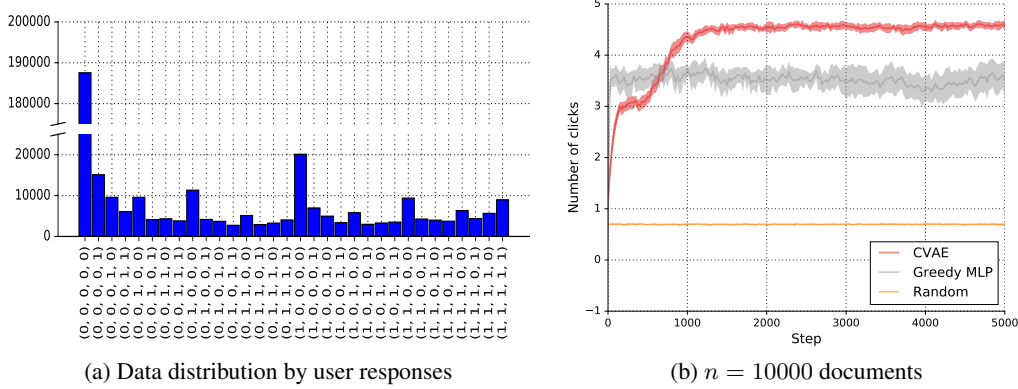 200000
190000
180000
20000
10000
0
(0, 0, 0, 0, 0)
(0, 0, 0, 0, 1)
(0, 0, 0, 1, 0)
(0, 0, 0, 1, 1)
(0, 0, 1, 0, 0)
(0, 0, 1, 0, 1)
(0, 0, 1, 1, 0)
(0, 0, 1, 1, 1)
(0, 1, 0, 0, 0)
(0, 1, 0, 0, 1)
(0, 1, 0, 1, 0)
(0, 1, 0, 1, 1)
(0, 1, 1, 0, 0)
(0, 1, 1, 0, 1)
(0, 1, 1, 1, 0)
(0, 1, 1, 1, 1)
(1, 0, 0, 0, 0)
(1, 0, 0, 0, 1)
(1, 0, 0, 1, 0)
(1, 0, 0, 1, 1)
(1, 0, 1, 0, 0)
(1, 0, 1, 0, 1)
(1, 0, 1, 1, 0)
(1, 0, 1, 1, 1)
(1, 1, 0, 0, 0)
(1, 1, 0, 0, 1)
(1, 1, 0, 1, 0)
(1, 1, 0, 1, 1)
(1, 1, 1, 0, 0)
(1, 1, 1, 0, 1)
(1, 1, 1, 1, 0)
(1, 1, 1, 1, 1)
(a) Data distribution by user responses
Number of clicks
5
4
3
2
1
0
−1
CVAE
Greedy MLP
Random
0 1000 2000 3000 4000 5000
Step
(b) n = 10000 documents